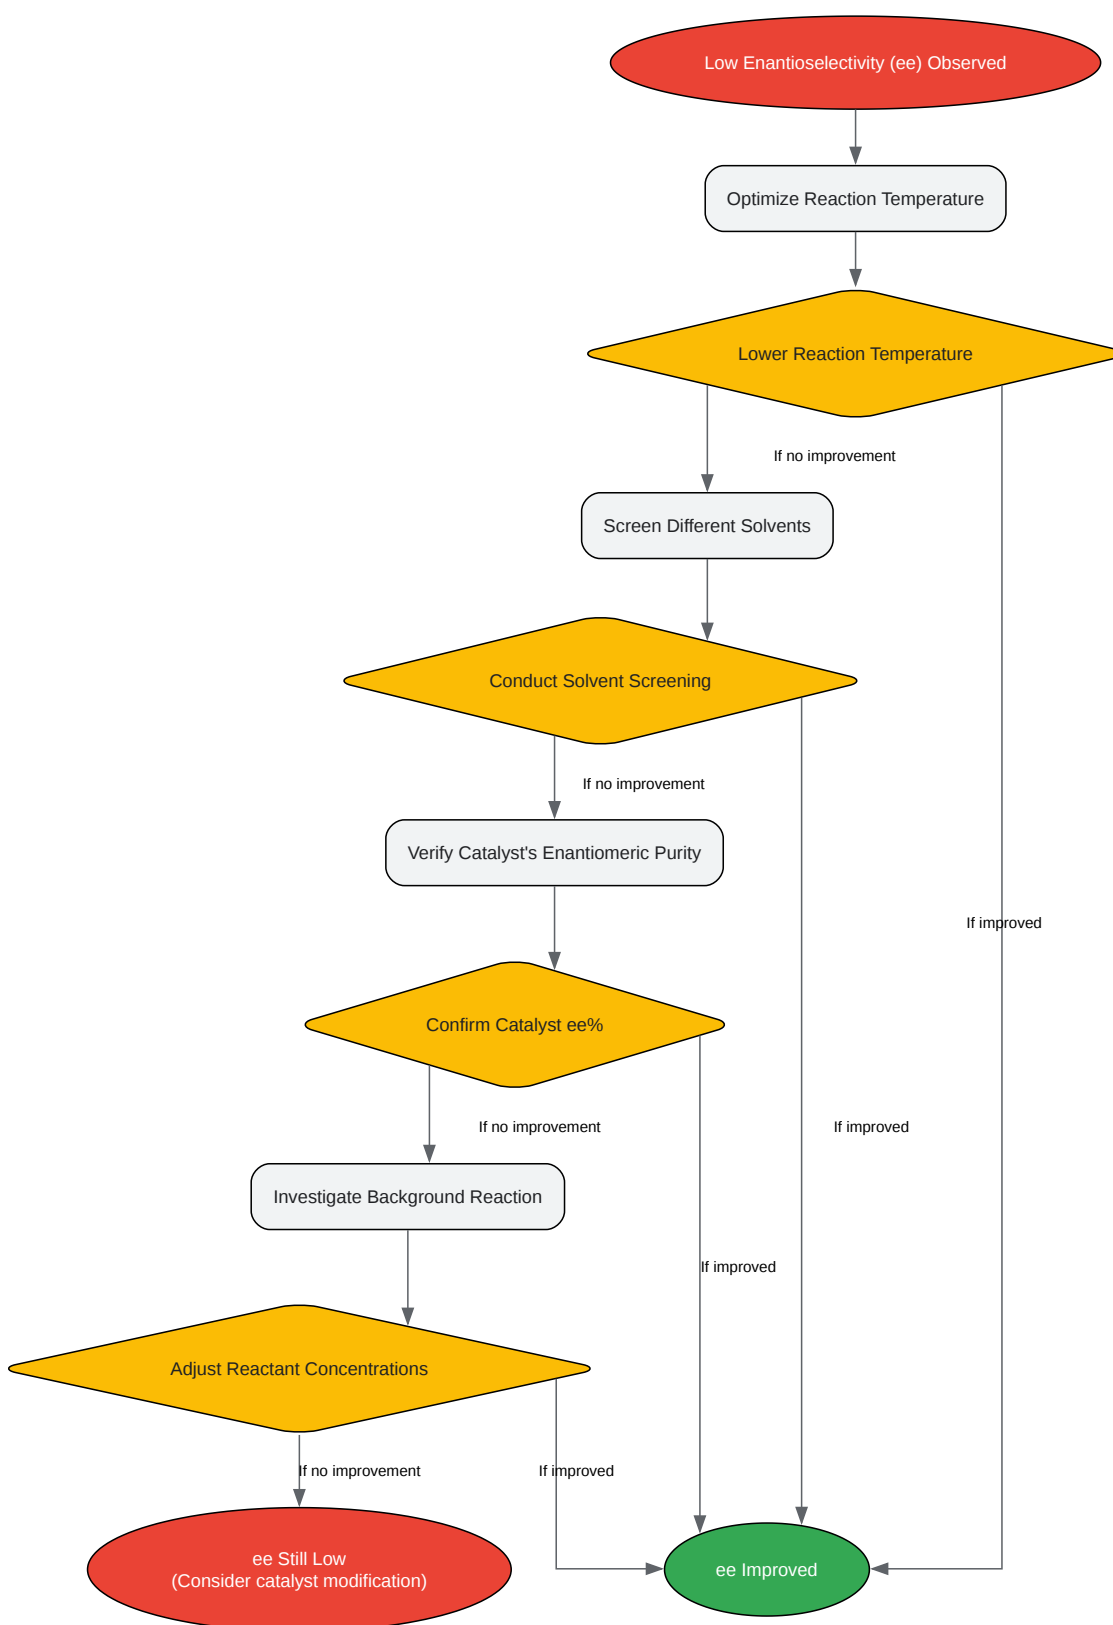 Low Enantioselectivity (ee) Observed
Optimize Reaction Temperature
Lower Reaction Temperature
If no improvement
Screen Different Solvents
Conduct Solvent Screening
If no improvement
Verify Catalyst's Enantiomeric Purity
If improved
Confirm Catalyst ee%
If no improvement
If improved
Investigate Background Reaction
If improved
Adjust Reactant Concentrations
If no improvement
If improved
ee Still Low
(Consider catalyst modification)
ee Improved